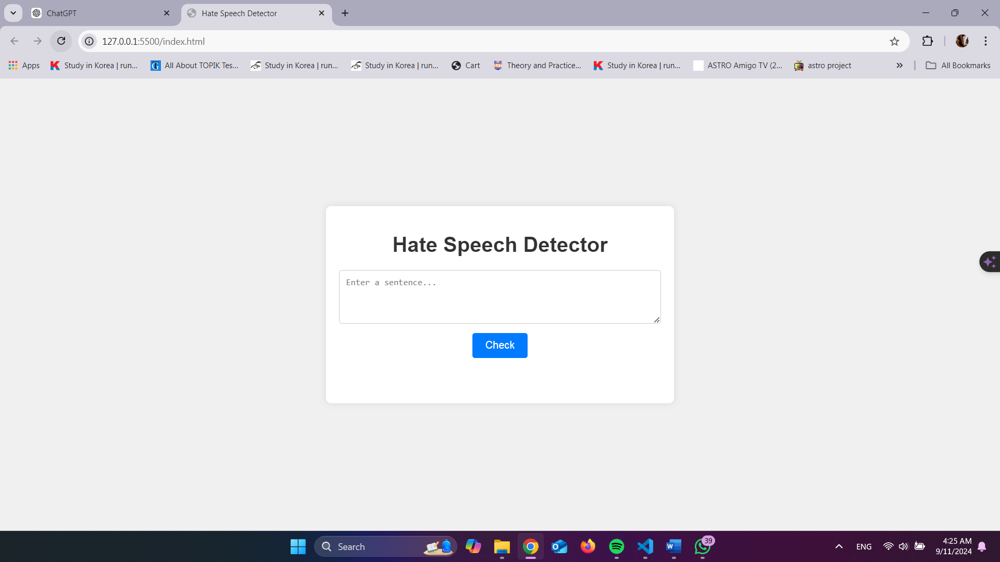 ChatGPT
Hate Speech Detector
127.0.0.1:5500/index.html
Apps
Study in Korea | run...
All About TOPIK Tes...
Study in Korea | run...
Study in Korea | run...
Cart
Theory and Practice...
Study in Korea | run...
ASTRO Amigo TV (2...
astro project
All Bookmarks
Hate Speech Detector
Enter a sentence...
Check
Search
39
ENG
4:25 AM
9/11/2024